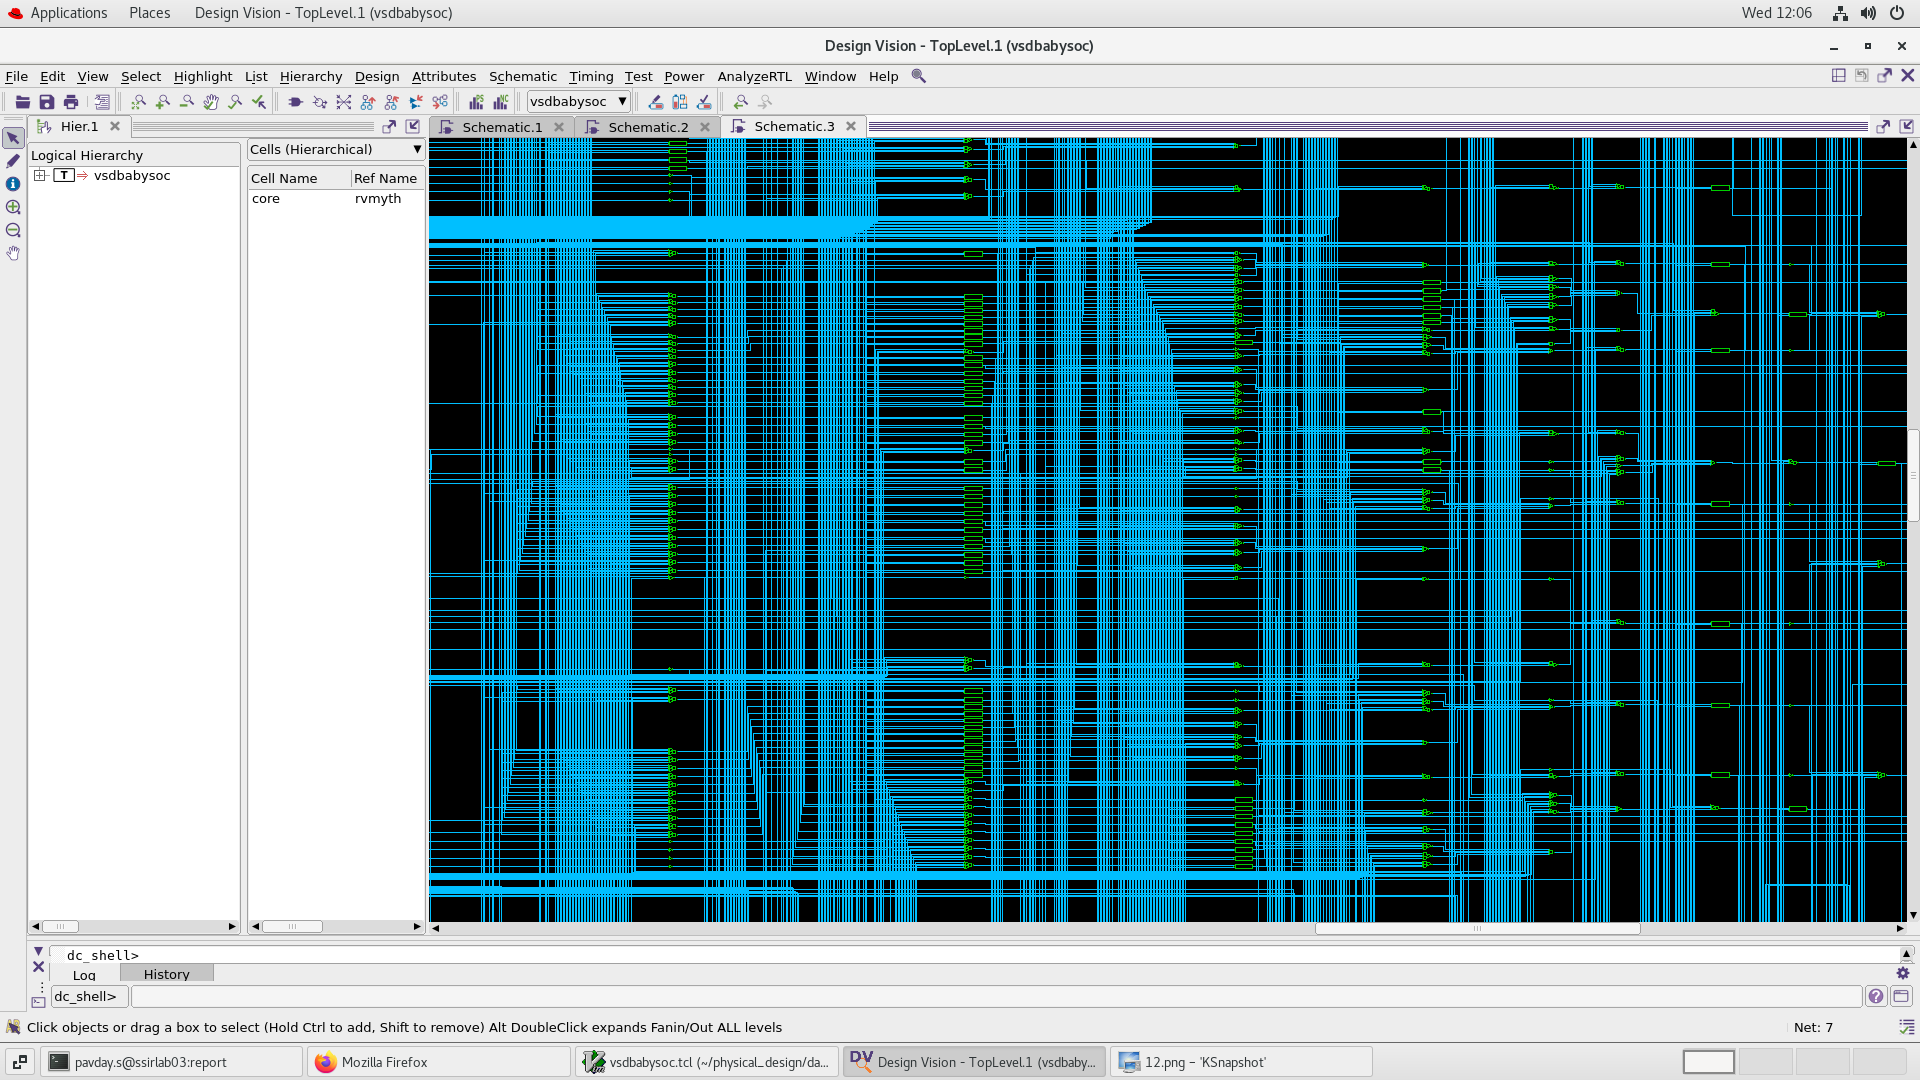 Applications Places Design Vision - TopLevel.1 (vsdbabysoc) Wed 12:06
Design Vision - TopLevel.1 (vsdbabysoc)
File Edit View Select Highlight List Hierarchy Design Attributes Schematic Timing Test Power AnalyzeRTL Window Help
vsdbabysoc
Hier.1 Schematic.1 Schematic.2 Schematic.3
Logical Hierarchy
T vsdbabysoc
Cells (Hierarchical)
Cell Name Ref Name
core rvmyth
dc_shell>
Log History
dc_shell>
Click objects or drag a box to select (Hold Ctrl to add, Shift to remove) Alt DoubleClick expands Fanin/Out ALL levels Net: 7
pavday.s@ssirlab03:report Mozilla Firefox vsdbabysoc.tcl (~/physical_design/da... DV Design Vision - TopLevel.1 (vsdbaby... 12.png – 'KSnapshot'